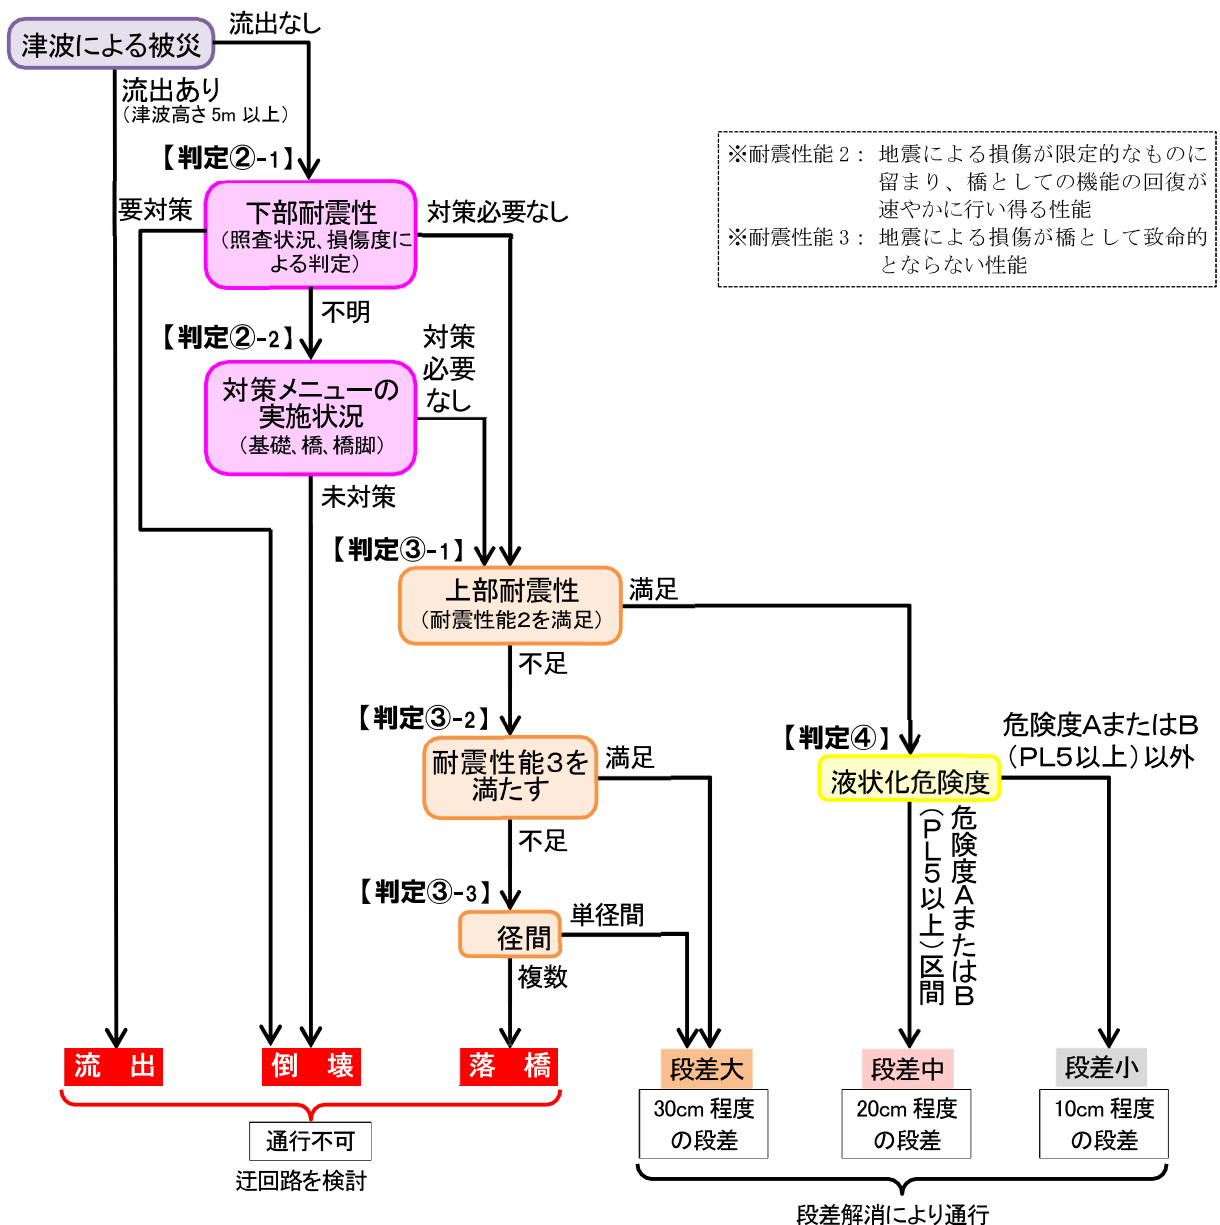 津波による被災
流出なし
流出あり
(津波高さ5m 以上)
【判定②-1】
要対策
下部耐震性
(照査状況、損傷度に
よる判定)
対策必要なし
※耐震性能2： 地震による損傷が限定的なものに
留まり、橋としての機能の回復が
速やかに行い得る性能
※耐震性能3： 地震による損傷が橋として致命的
とならない性能
不明
【判定②-2】
対策メニューの
実施状況
(基礎、橋、橋脚)
対策
必要
なし
未対策
【判定③-1】
上部耐震性
(耐震性能2を満足)
満足
不足
【判定③-2】
耐震性能3を
満たす
満足
不足
【判定③-3】
径間
単径間
複数
【判定④】
液状化危険度
危険度AまたはB
(PL5以上)以外
危険度AまたはB
(PL5以上)区間
流　出
倒　壊
落　橋
段差大
段差中
段差小
30cm 程度
の段差
20cm 程度
の段差
10cm 程度
の段差
通行不可
迂回路を検討
段差解消により通行